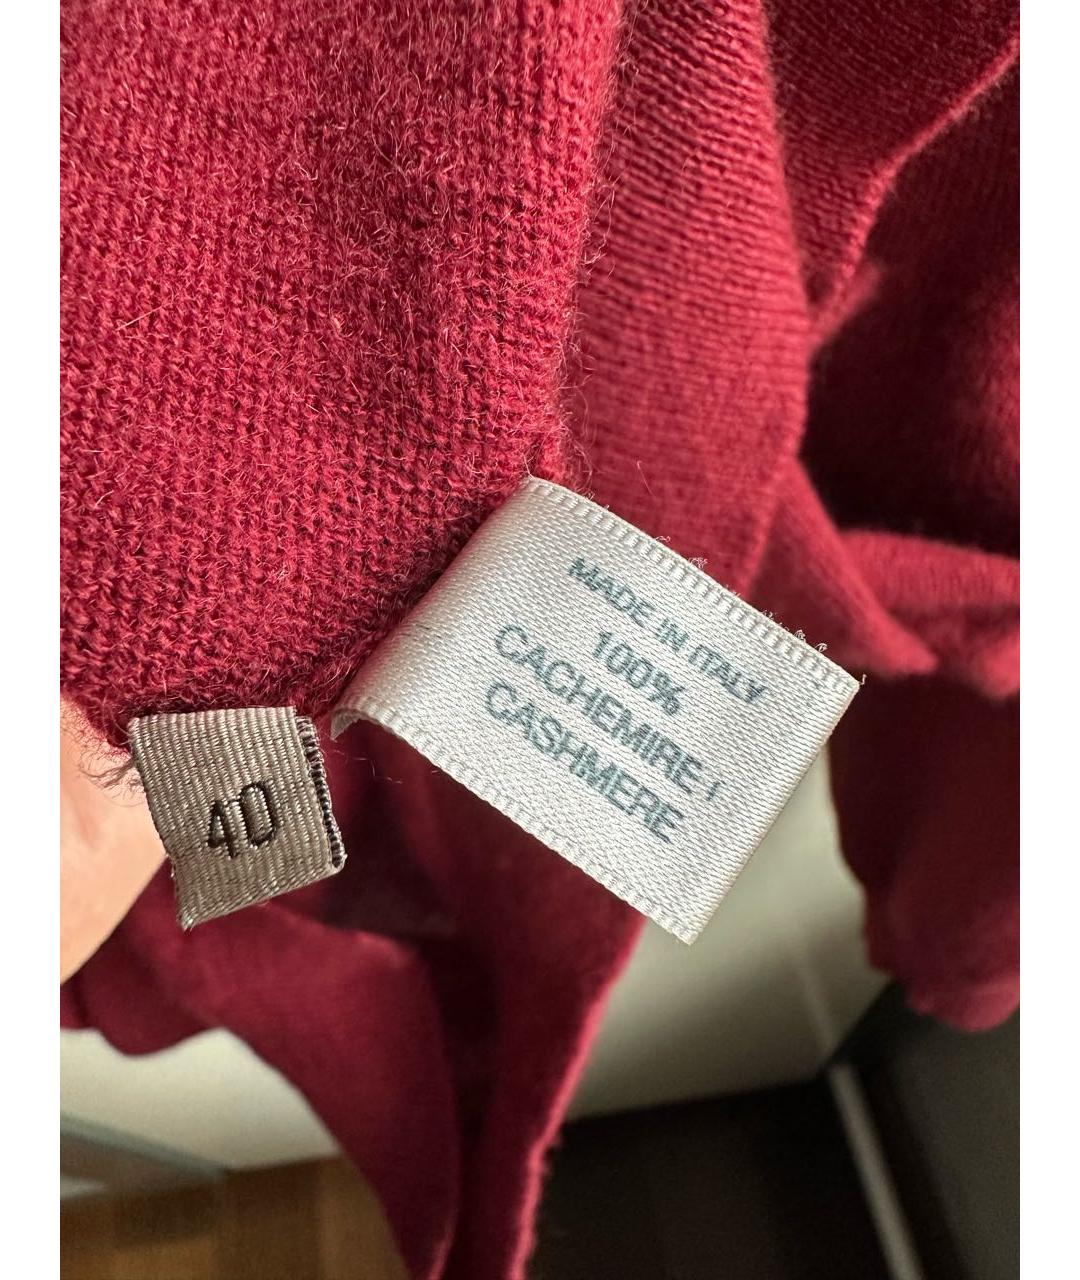 MADE IN ITALY
100%
CACHEMIRE /
CASHMERE
40